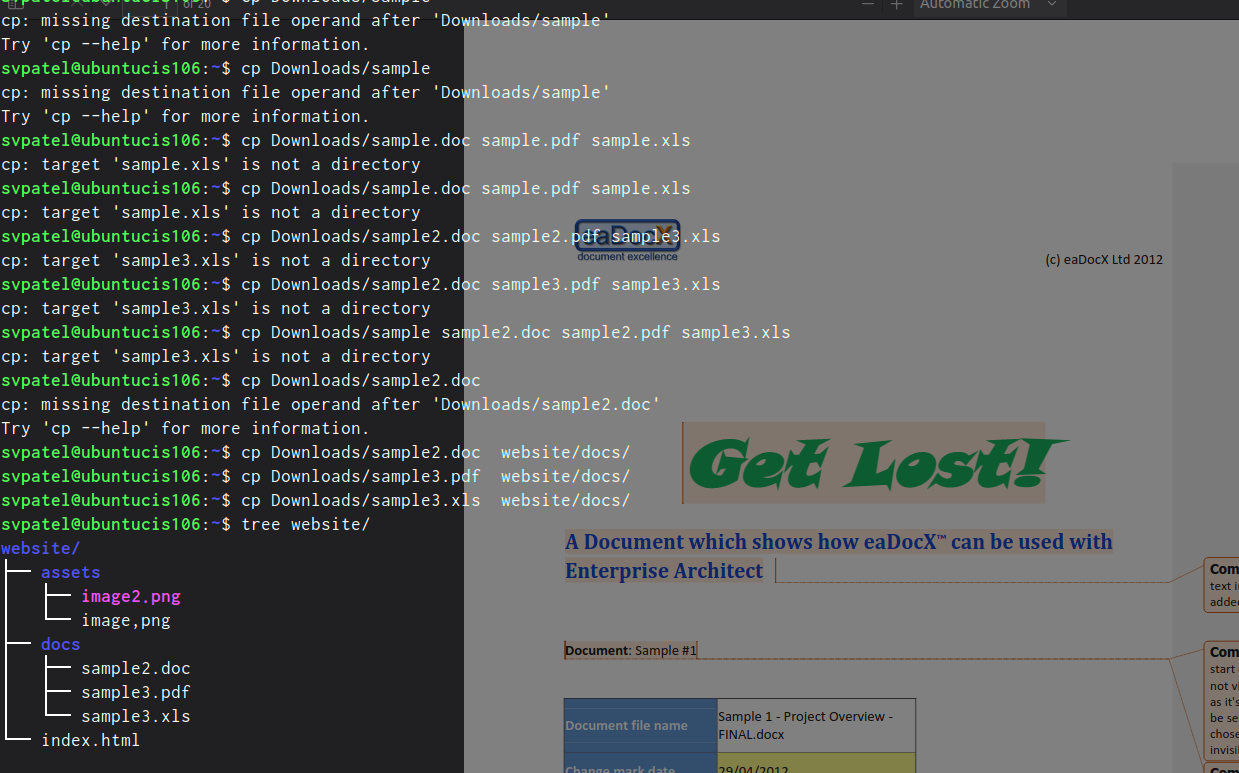 of 20
Automatic Zoom
cp: missing destination file operand after 'Downloads/sample'
Try 'cp --help' for more information.
svpatel@ubuntucis106:~$ cp Downloads/sample
cp: missing destination file operand after 'Downloads/sample'
Try 'cp --help' for more information.
svpatel@ubuntucis106:~$ cp Downloads/sample.doc sample.pdf sample.xls
cp: target 'sample.xls' is not a directory
svpatel@ubuntucis106:~$ cp Downloads/sample.doc sample.pdf sample.xls
cp: target 'sample.xls' is not a directory
svpatel@ubuntucis106:~$ cp Downloads/sample2.doc sample2.pdf sample3.xls
cp: target 'sample3.xls' is not a directory
svpatel@ubuntucis106:~$ cp Downloads/sample2.doc sample3.pdf sample3.xls
cp: target 'sample3.xls' is not a directory
svpatel@ubuntucis106:~$ cp Downloads/sample sample2.doc sample2.pdf sample3.xls
cp: target 'sample3.xls' is not a directory
svpatel@ubuntucis106:~$ cp Downloads/sample2.doc
cp: missing destination file operand after 'Downloads/sample2.doc'
Try 'cp --help' for more information.
svpatel@ubuntucis106:~$ cp Downloads/sample2.doc  website/docs/
svpatel@ubuntucis106:~$ cp Downloads/sample3.pdf  website/docs/
svpatel@ubuntucis106:~$ cp Downloads/sample3.xls  website/docs/
svpatel@ubuntucis106:~$ tree website/
website/
assets
image2.png
image,png
docs
sample2.doc
sample3.pdf
sample3.xls
index.html
eaDocX
document excellence
(c) eaDocX Ltd 2012
Get Lost!
A Document which shows how eaDocX™ can be used with
Enterprise Architect
Document: Sample #1
Document file name
Sample 1 - Project Overview -
FINAL.docx
Change mark date
29/04/2012
Com
text i
added
Com
start
not vi
as it's
be se
chose
invisi
Com